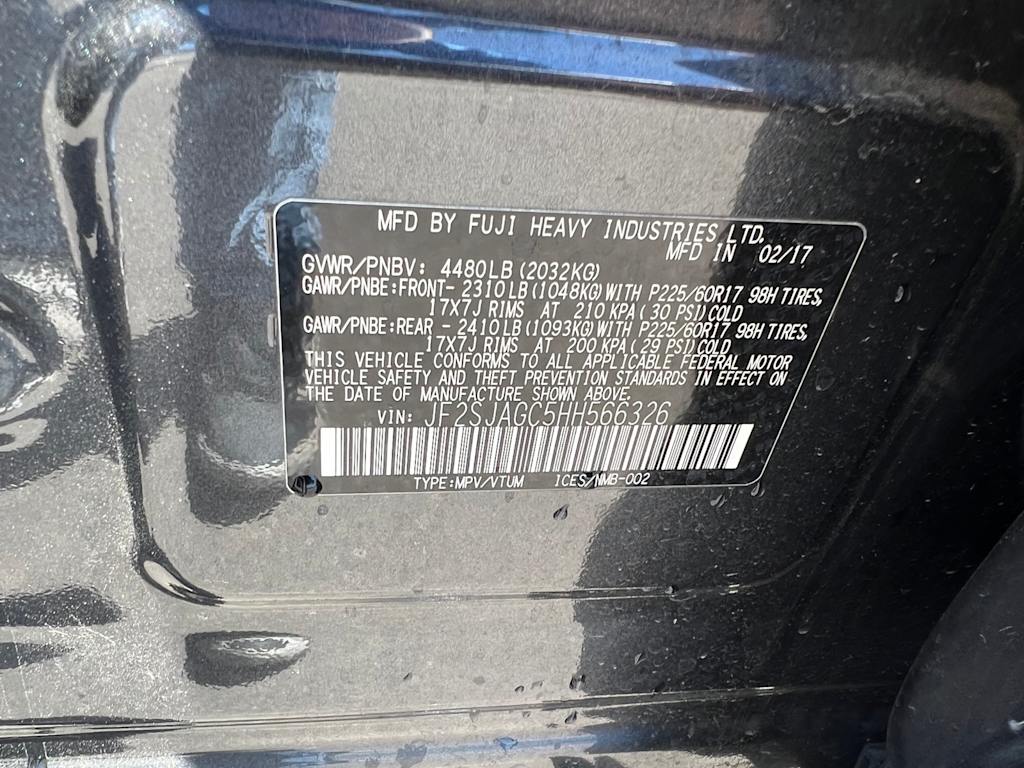 MFD BY FUJI HEAVY INDUSTRIES LTD.
MFD IN 02/17
GVWR/PNBV: 4480LB (2032KG)
GAWR/PNBE:FRONT- 2310LB (1048KG) WITH P225/60R17 98H TIRES,
17X7J RIMS AT 210 KPA (30 PSI) COLD
GAWR/PNBE:REAR - 2410LB (1093KG) WITH P225/60R17 98H TIRES,
17X7J RIMS AT 200 KPA (29 PSI) COLD
THIS VEHICLE CONFORMS TO ALL APPLICABLE FEDERAL MOTOR
VEHICLE SAFETY AND THEFT PREVENTION STANDARDS IN EFFECT ON
THE DATE OF MANUFACTURE SHOWN ABOVE.
VIN: JF2SJAGC5HH566326
TYPE:MPV/VTUM ICES/NMB-002